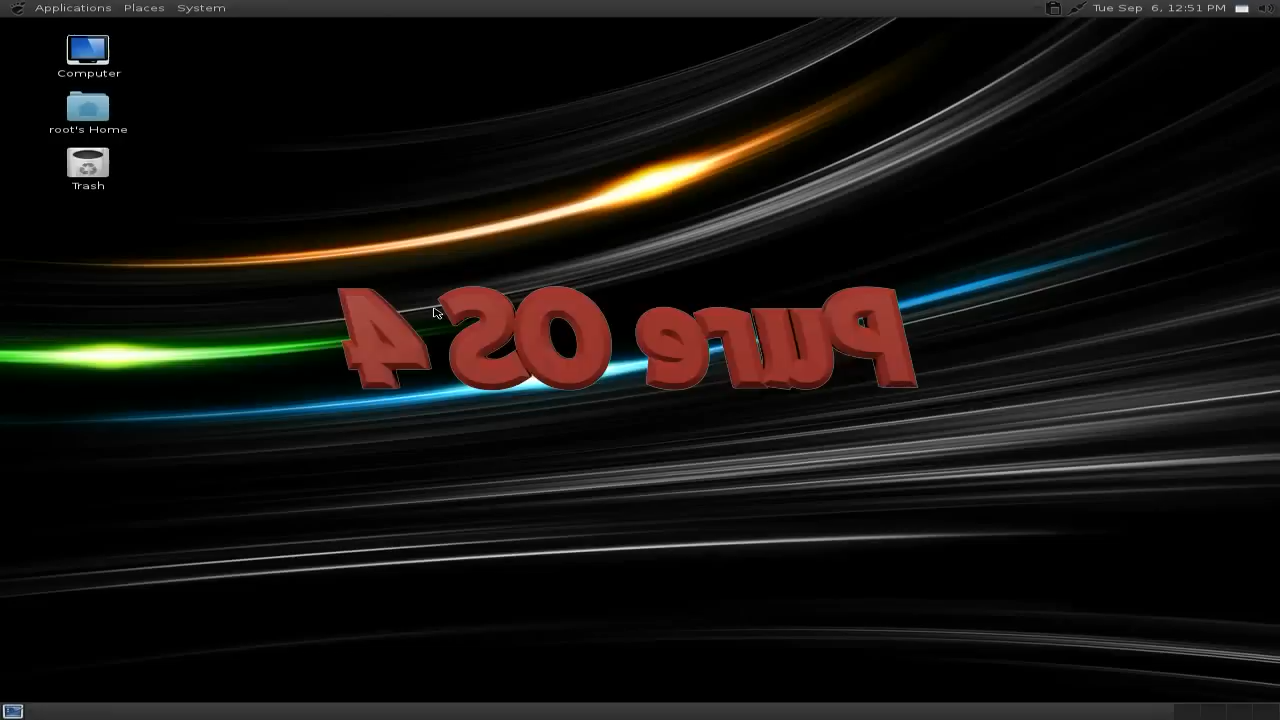 Applications Places System Tue Sep 6, 12:51 PM
Computer
root's Home
Trash
Pure OS 4